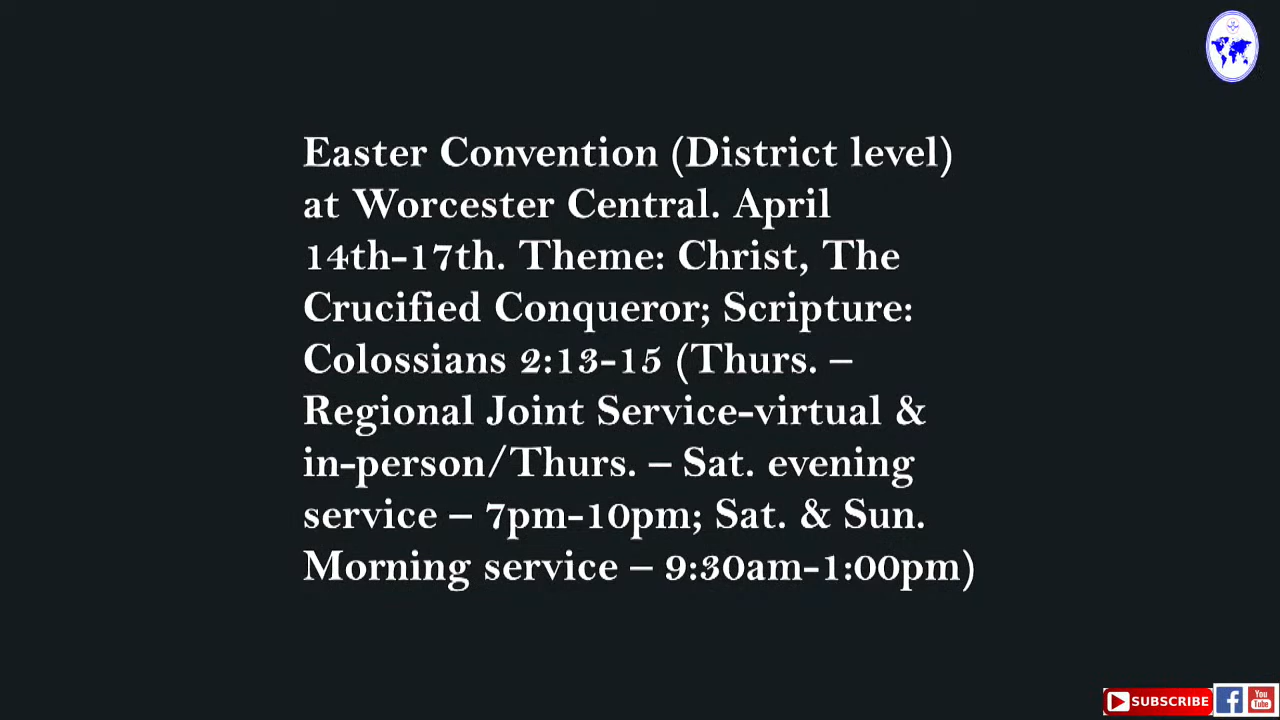 Easter Convention (District level)
at Worcester Central. April
14th-17th. Theme: Christ, The
Crucified Conqueror; Scripture:
Colossians 2:13-15 (Thurs. –
Regional Joint Service-virtual &
in-person/Thurs. – Sat. evening
service – 7pm-10pm; Sat. & Sun.
Morning service – 9:30am-1:00pm)
SUBSCRIBE
You
Tube